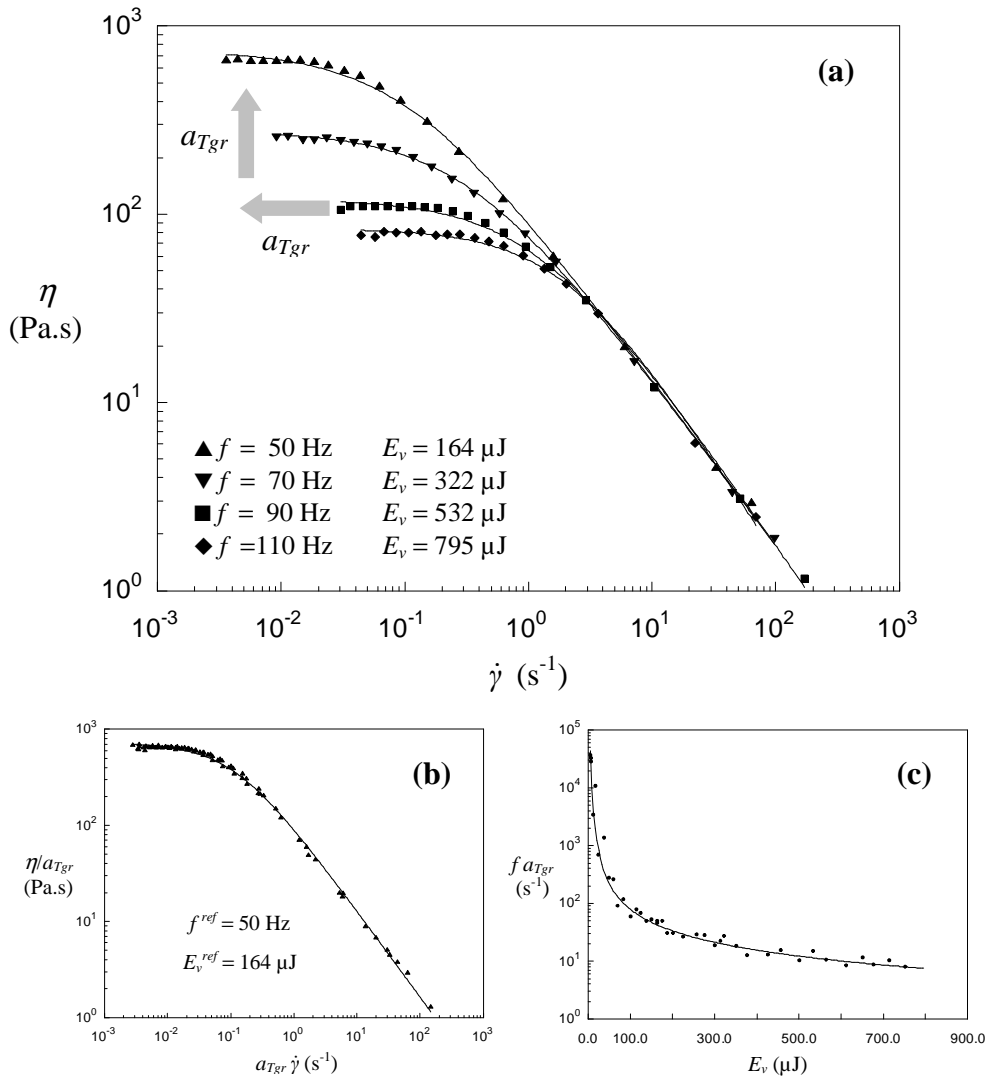 (a)
10³
10²
10¹
10⁰
η
(Pa.s)
a_Tgr
a_Tgr
▲ f = 50 Hz E_v = 164 µJ
▼ f = 70 Hz E_v = 322 µJ
■ f = 90 Hz E_v = 532 µJ
◆ f =110 Hz E_v = 795 µJ
10⁻³ 10⁻² 10⁻¹ 10⁰ 10¹ 10² 10³
γ̇ (s⁻¹)
(b)
10³
10²
10¹
10⁰
η/a_Tgr
(Pa.s)
f^ref = 50 Hz
E_v^ref = 164 µJ
10⁻³ 10⁻² 10⁻¹ 10⁰ 10¹ 10² 10³
a_Tgr γ̇ (s⁻¹)
(c)
10⁵
10⁴
10³
10²
10¹
10⁰
f a_Tgr
(s⁻¹)
0.0 100.0 300.0 500.0 700.0 900.0
E_v (µJ)